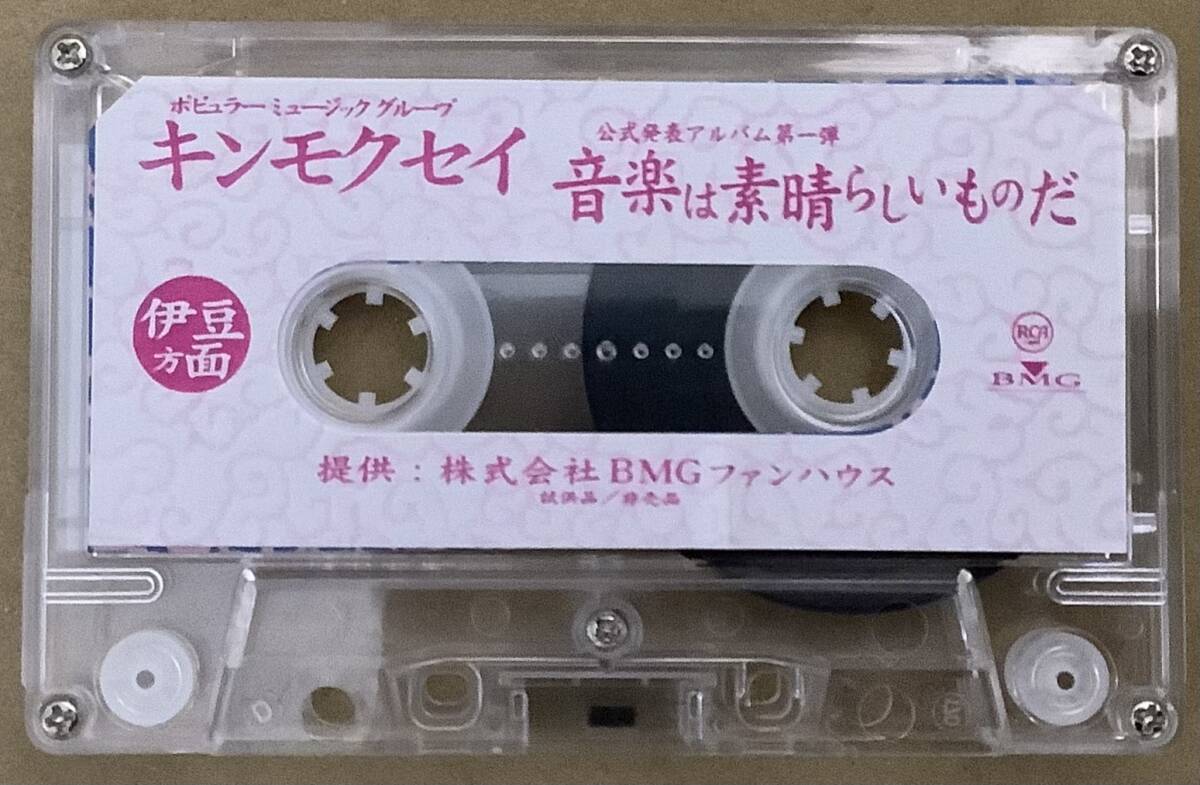 ポピュラーミュージックグループ
キンモクセイ
公式発表アルバム第一弾
音楽は素晴らしいものだ
伊豆
方面
RCA
BMG
提供：株式会社BMGファンハウス
試供品／非売品